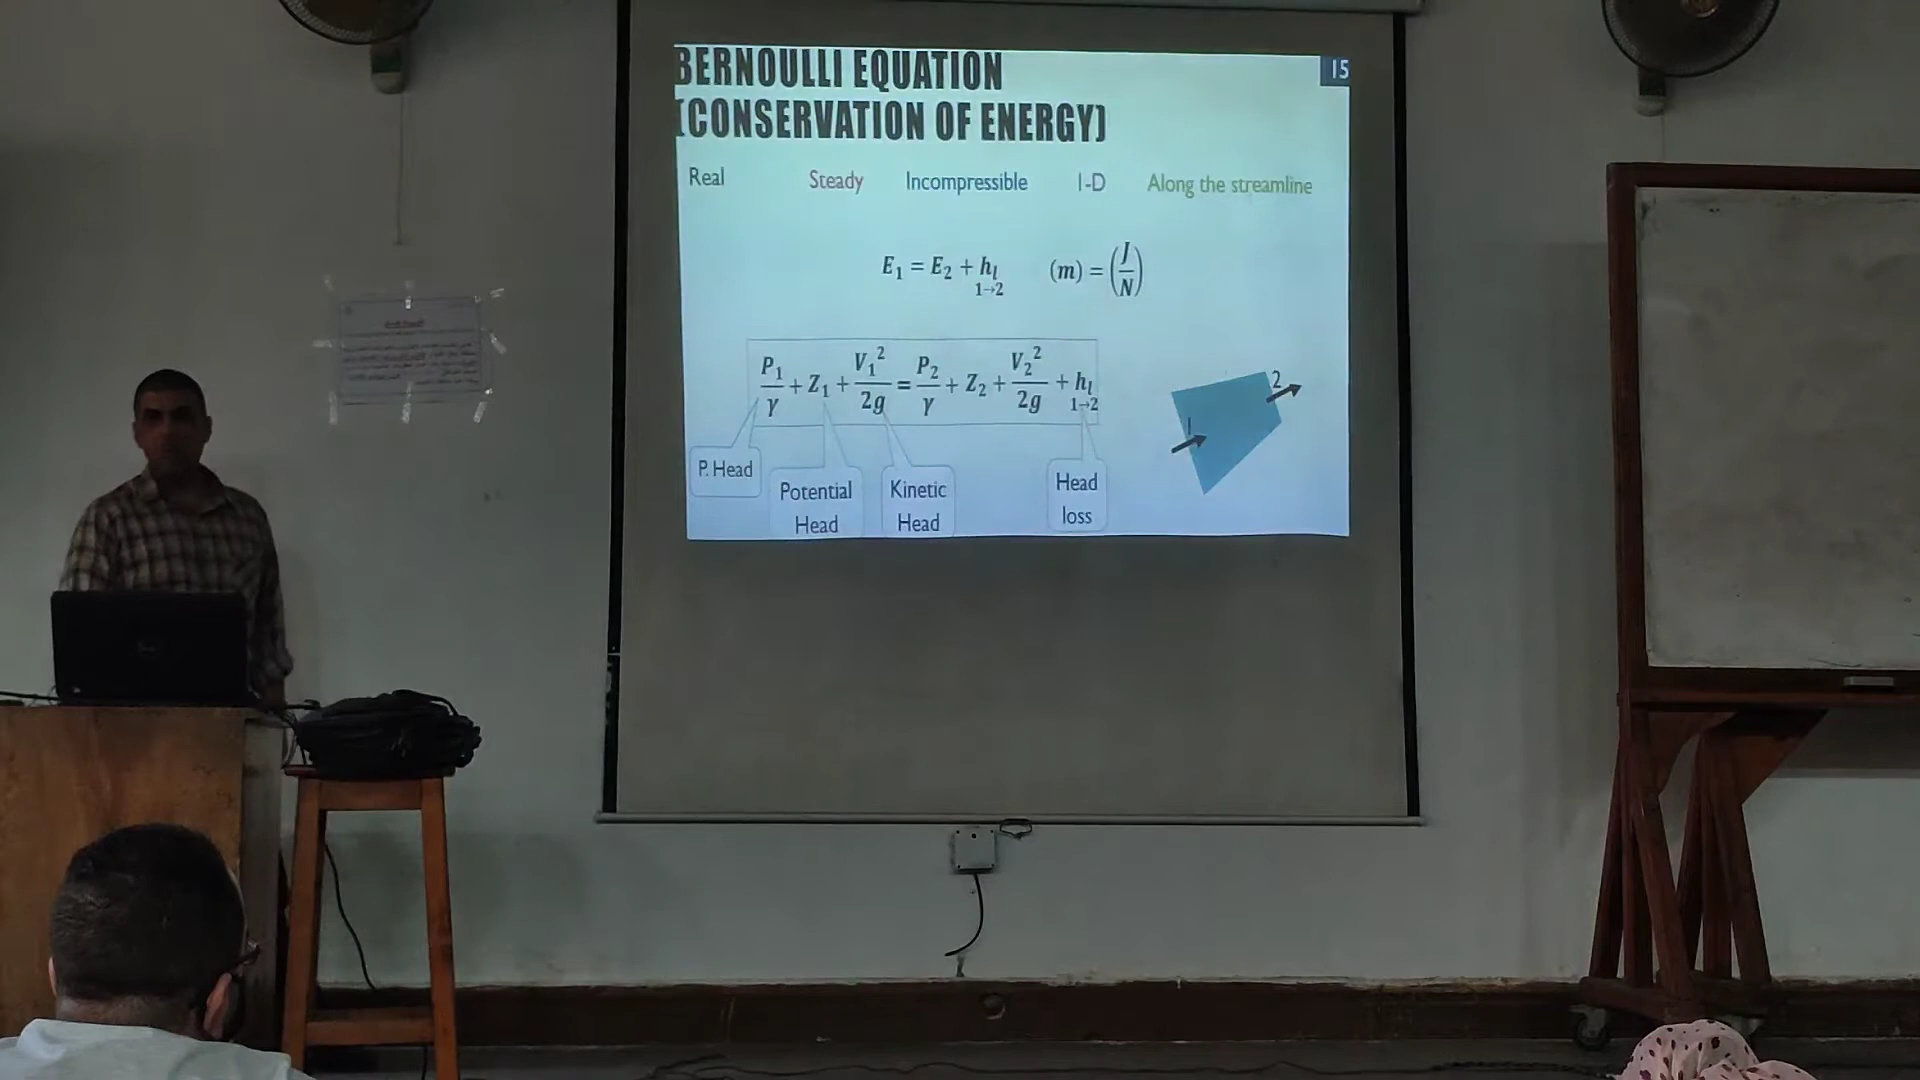 BERNOULLI EQUATION
(CONSERVATION OF ENERGY)
15
Real Steady Incompressible 1-D Along the streamline
E₁ = E₂ + hₗ 1→2 (m) = (J/N)
P₁/γ + Z₁ + V₁²/2g = P₂/γ + Z₂ + V₂²/2g + hₗ 1→2
P. Head
Potential
Head
Kinetic
Head
Head
loss
1
2